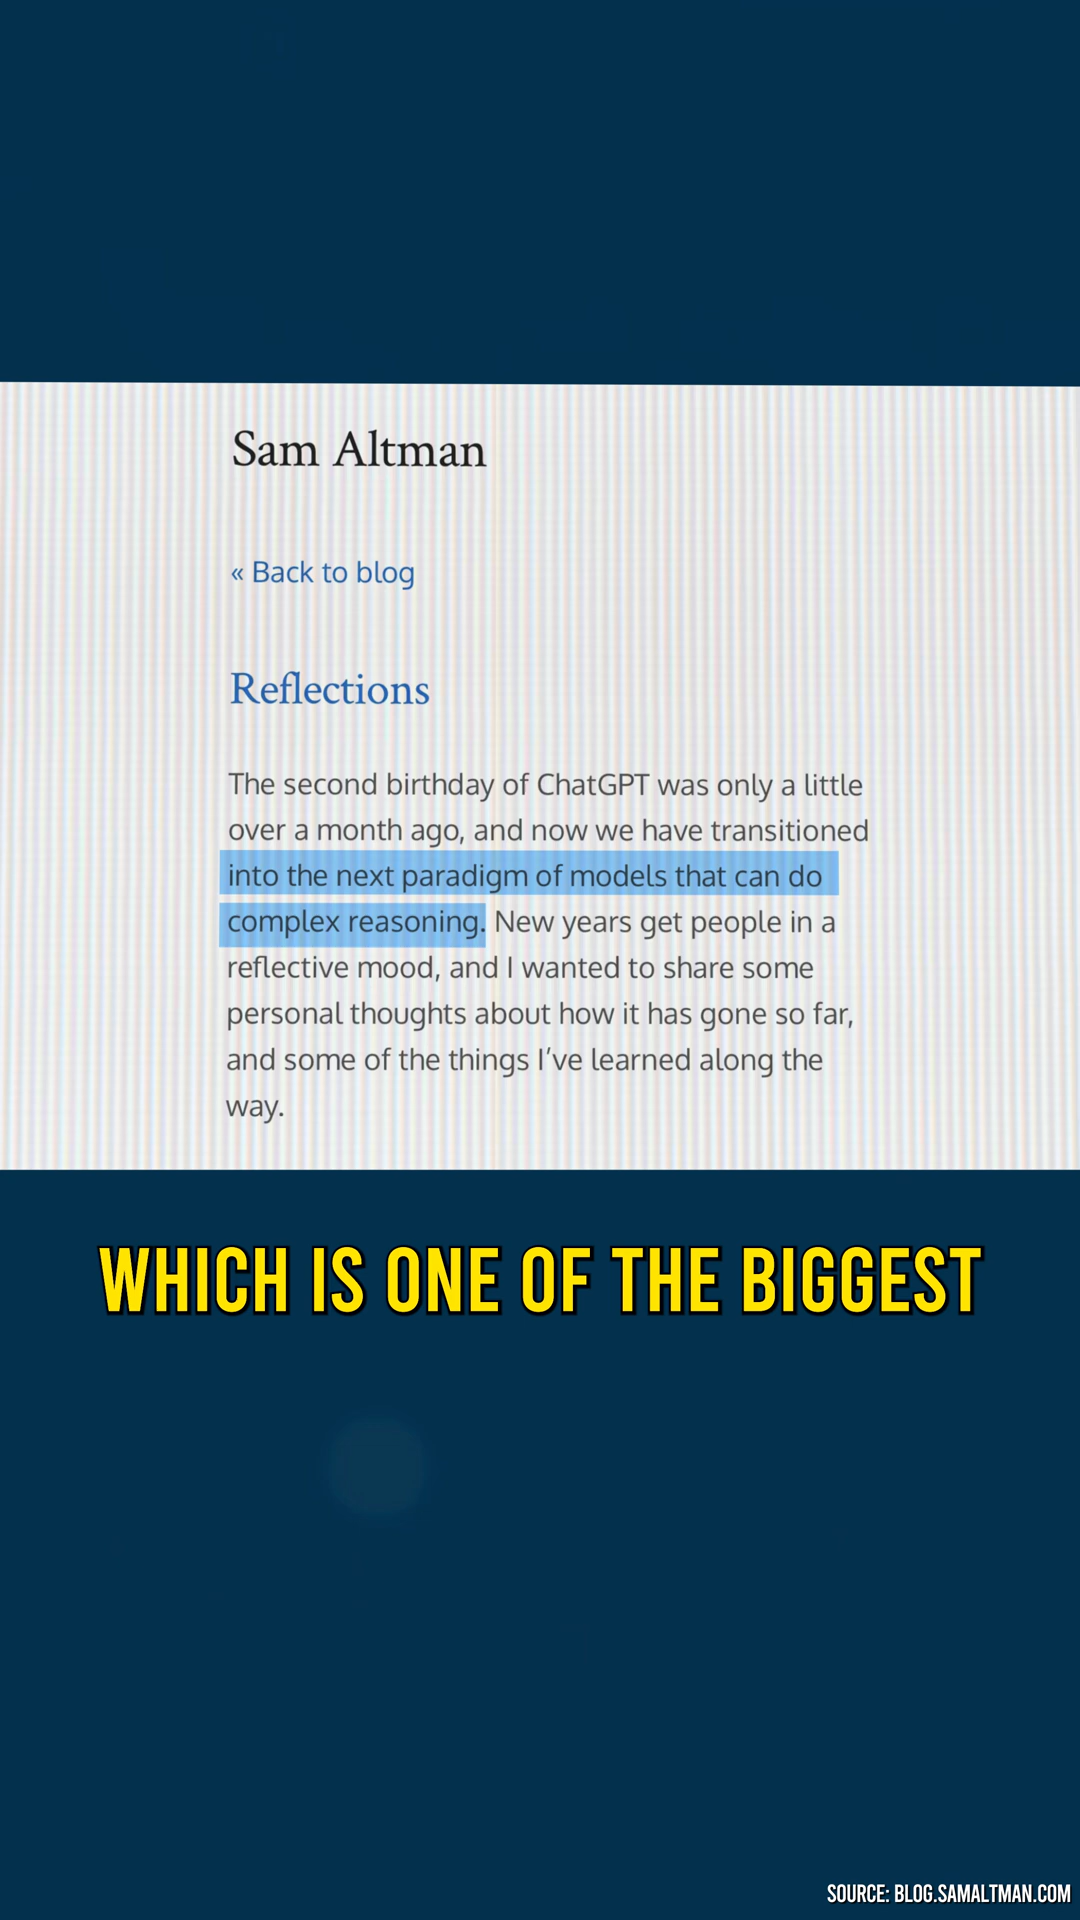 Sam Altman
« Back to blog
Reflections
The second birthday of ChatGPT was only a little
over a month ago, and now we have transitioned
into the next paradigm of models that can do
complex reasoning. New years get people in a
reflective mood, and I wanted to share some
personal thoughts about how it has gone so far,
and some of the things I’ve learned along the
way.
WHICH IS ONE OF THE BIGGEST
SOURCE: BLOG.SAMALTMAN.COM